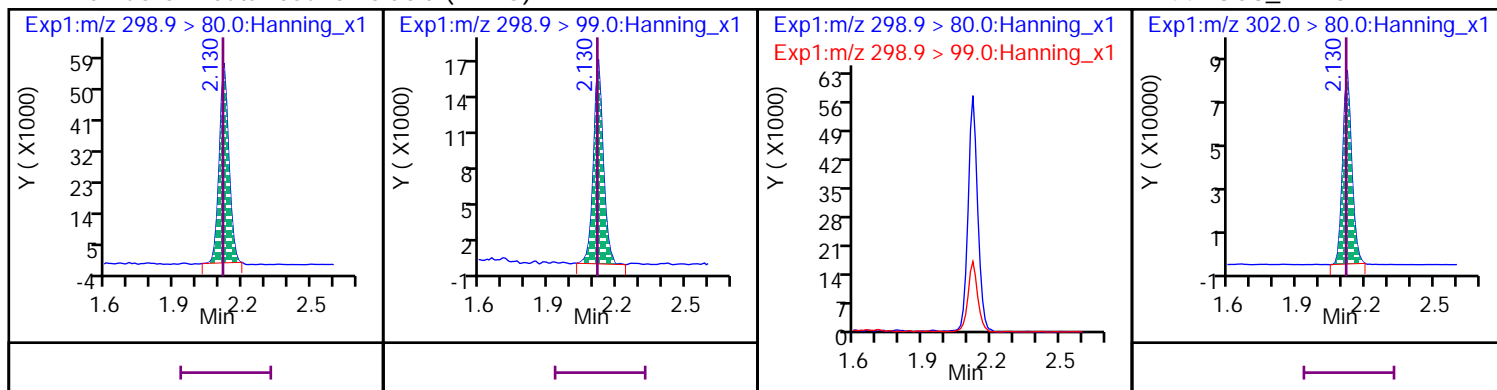 Exp1:m/z 298.9 > 80.0:Hanning_x1
2.130
Y ( X1000)
59
50
41
32
23
14
5
-4
1.6 1.9 2.2 2.5
Min
Exp1:m/z 298.9 > 99.0:Hanning_x1
2.130
Y ( X1000)
17
14
11
8
5
2
-1
1.6 1.9 2.2 2.5
Min
Exp1:m/z 298.9 > 80.0:Hanning_x1
Exp1:m/z 298.9 > 99.0:Hanning_x1
Y ( X1000)
63
56
49
42
35
28
21
14
7
0
1.6 1.9 2.2 2.5
Min
Exp1:m/z 302.0 > 80.0:Hanning_x1
2.130
Y ( X1000)
9
7
5
3
1
-1
1.6 1.9 2.2 2.5
Min